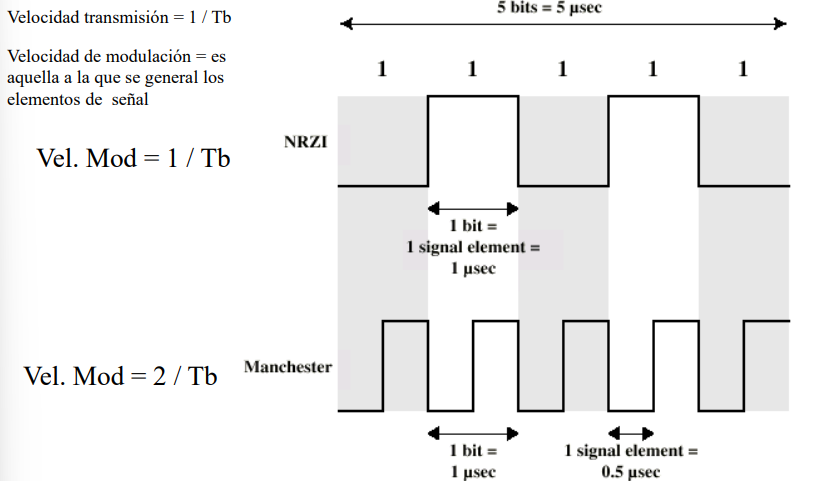 Velocidad transmisión = 1 / Tb
Velocidad de modulación = es
aquella a la que se general los
elementos de señal
Vel. Mod = 1 / Tb
Vel. Mod = 2 / Tb
5 bits = 5 µsec
1 1 1 1 1
NRZI
1 bit =
1 signal element =
1 µsec
Manchester
1 bit =
1 µsec
1 signal element =
0.5 µsec